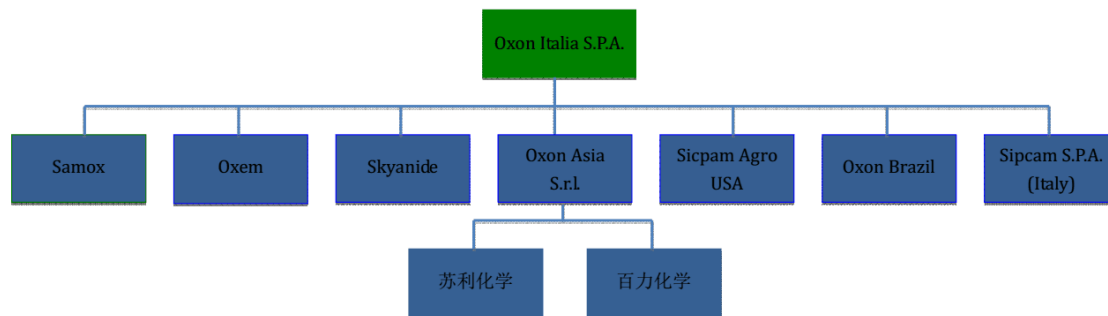 Oxon Italia S.P.A.
Samox
Oxem
Skyanide
Oxon Asia
S.r.l.
Sicpam Agro
USA
Oxon Brazil
Sipcam S.P.A.
(Italy)
苏利化学
百力化学